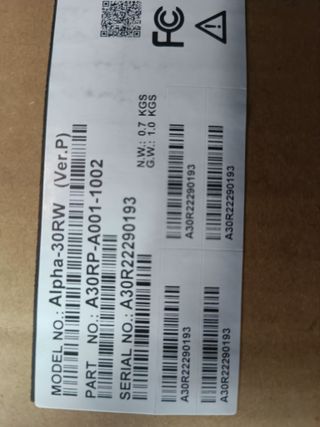 MODEL NO.: Alpha-30RW (Ver.P)
PART NO.: A30RP-A001-1002
SERIAL NO.: A30R22290193
N.W.: 0.7 KGS
G.W.: 1.0 KGS
FC
A30R22290193
A30R22290193
A30R22290193
A30R22290193